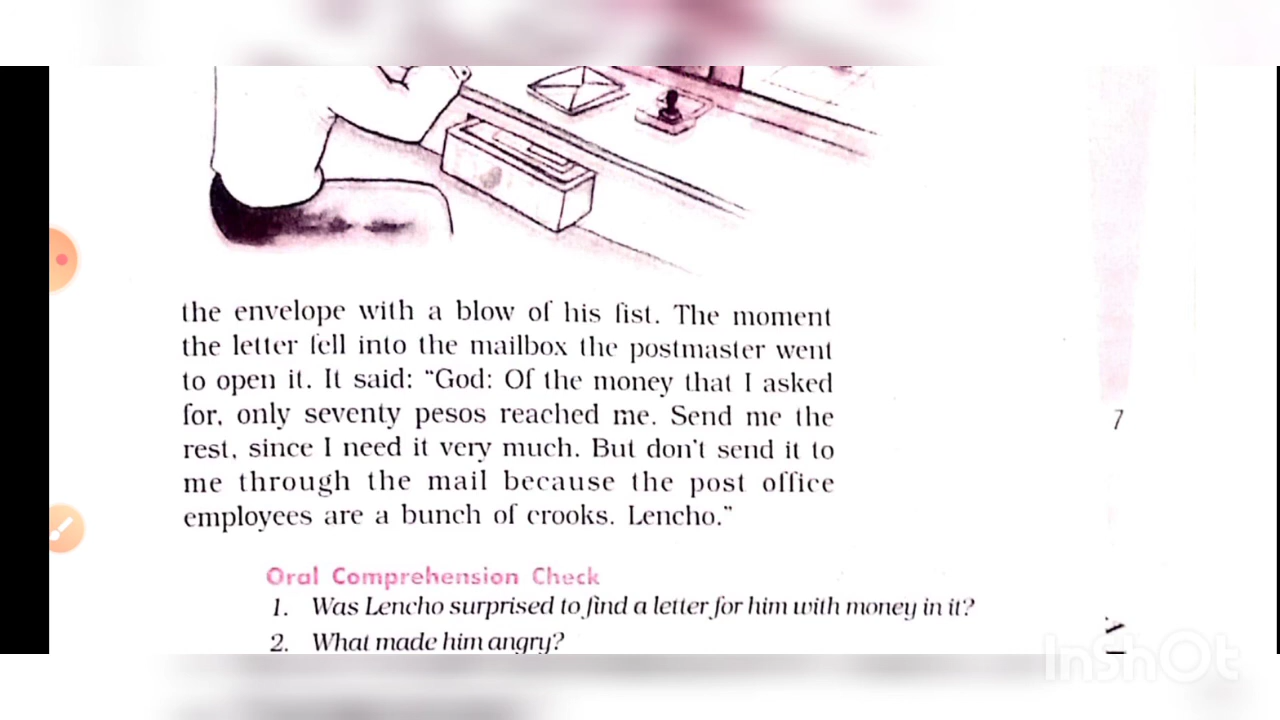 the envelope with a blow of his fist. The moment
the letter fell into the mailbox the postmaster went
to open it. It said: “God: Of the money that I asked
for, only seventy pesos reached me. Send me the
rest, since I need it very much. But don't send it to
me through the mail because the post office
employees are a bunch of crooks. Lencho.”
7
Oral Comprehension Check
1. Was Lencho surprised to find a letter for him with money in it?
2. What made him angry?
InShOt